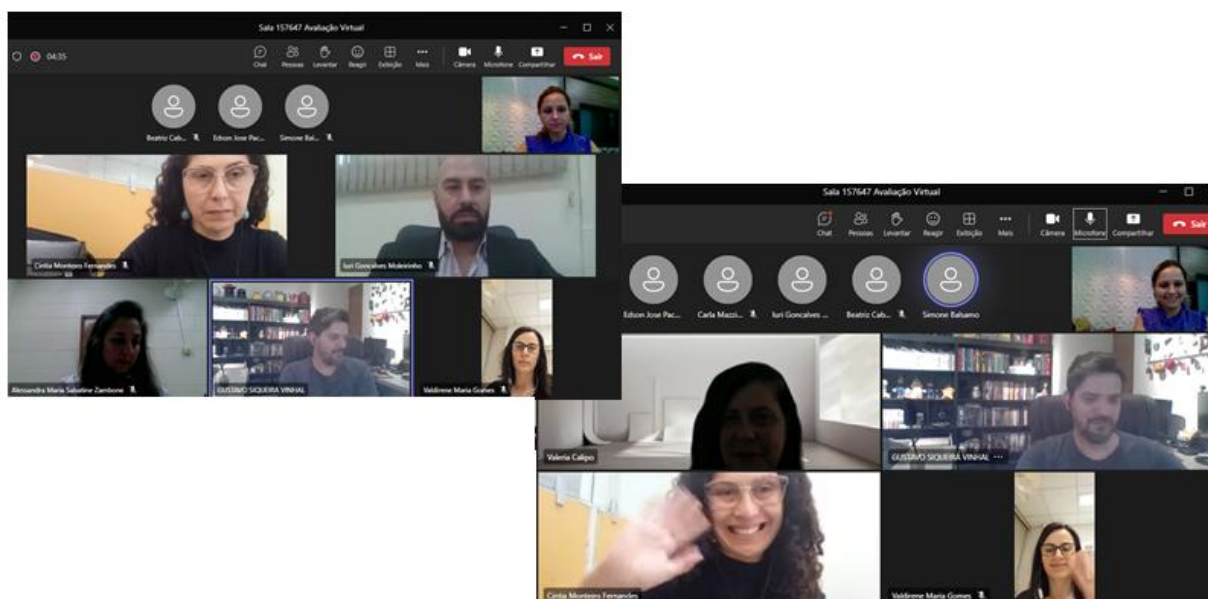 Sala 157647 Avaliação Virtual
04:35
Chat Pessoas Levantar Reagir Exibição Mais Câmera Microfone Compartilhar Sair
Beatriz Cab... Edson Jose Pac... Simone Bal...
Cintia Monteiro Fernandes Iuri Goncalves Moleirinho
Alessandra Maria Sabatine Zambone GUSTAVO SIQUEIRA VINHAL Valdirene Maria Gomes
Sala 157647 Avaliação Virtual
Chat Pessoas Levantar Reagir Exibição Mais Câmera Microfone Compartilhar Sair
Edson Jose Pac... Carla Mazzi... Iuri Goncalves ... Beatriz Cab... Simone Balsamo
Valeria Calipo GUSTAVO SIQUEIRA VINHAL ...
Cintia Monteiro Fernandes Valdirene Maria Gomes